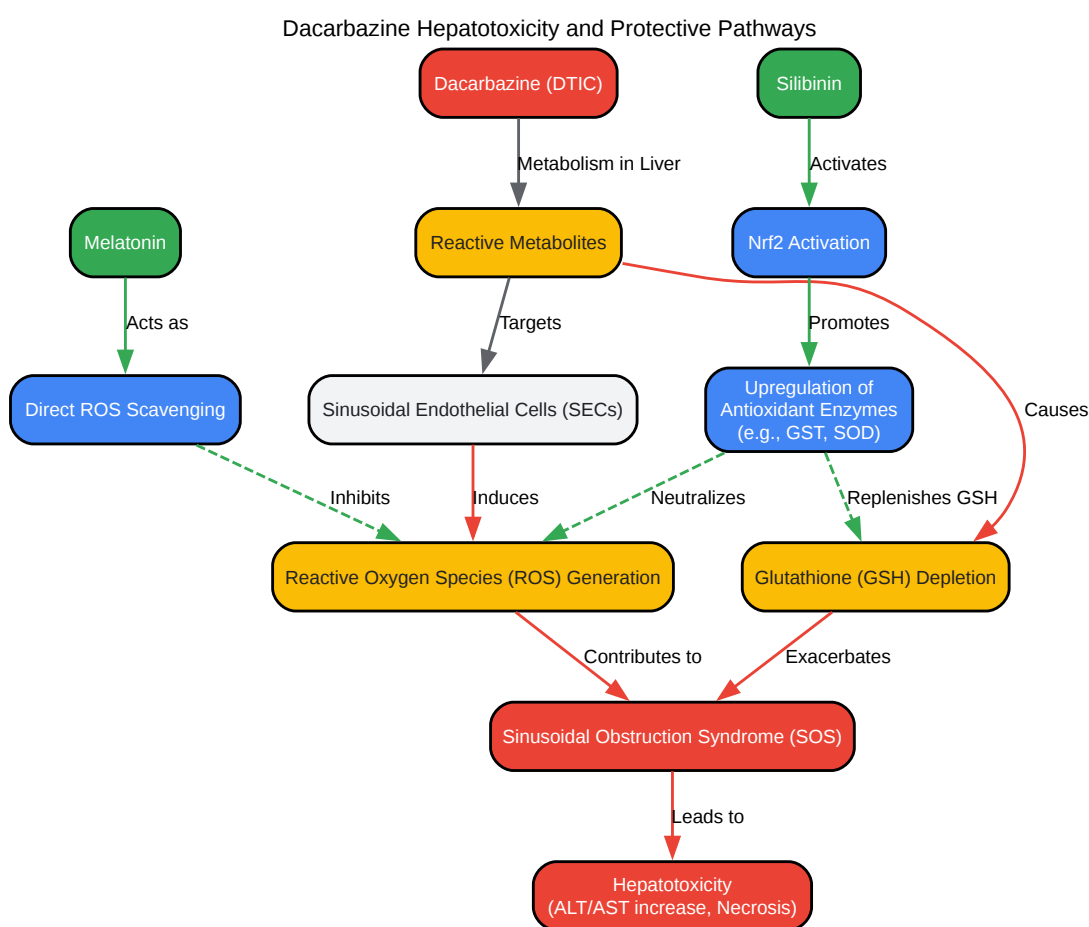 Dacarbazine Hepatotoxicity and Protective Pathways
Dacarbazine (DTIC)
Silibinin
Metabolism in Liver
Activates
Melatonin
Reactive Metabolites
Nrf2 Activation
Acts as
Targets
Promotes
Direct ROS Scavenging
Sinusoidal Endothelial Cells (SECs)
Upregulation of
Antioxidant Enzymes
(e.g., GST, SOD)
Causes
Inhibits
Induces
Neutralizes
Replenishes GSH
Reactive Oxygen Species (ROS) Generation
Glutathione (GSH) Depletion
Contributes to
Exacerbates
Sinusoidal Obstruction Syndrome (SOS)
Leads to
Hepatotoxicity
(ALT/AST increase, Necrosis)